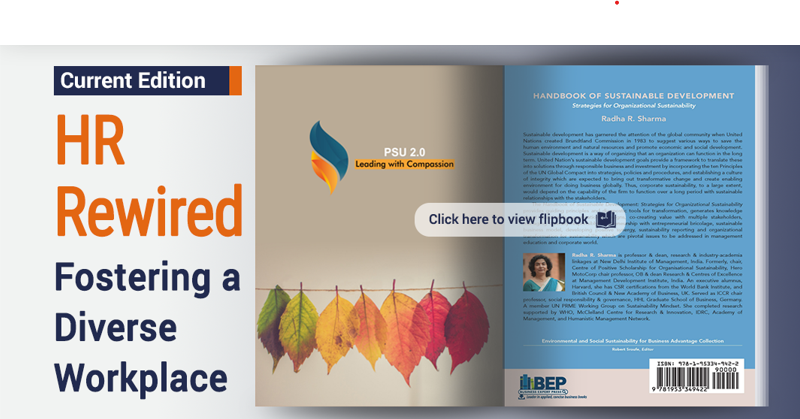 Current Edition
HR
Rewired
Fostering a
Diverse
Workplace
PSU 2.0
Leading with Compassion
Click here to view flipbook
HANDBOOK OF SUSTAINABLE DEVELOPMENT
Strategies for Organizational Sustainability
Radha R. Sharma
Sustainable development has garnered the attention of the global community when United
Nations created Brundtland Commission in 1983 to suggest various ways to save the
human environment and natural resources and promote economic and social development.
Sustainable development is a way of organizing that an organization can function in the long
term. United Nation's sustainable development goals provide a framework to translate these
into solutions through responsible business and investment by incorporating the ten principles
of the UN Global Compact into strategies, policies and procedures, and establishing a culture
of integrity which are expected to bring out transformative change and create enabling
environment for doing business globally. Thus, corporate sustainability, to a large extent,
would depend on the capability of the firm to function over a long period with sustainable
relationships with the stakeholders.
Development: Strategies for Organizational Sustainability
tools for transformation, generates knowledge
co-creating value with multiple stakeholders,
entrepreneurial bricolage, sustainable
strategy, sustainability reporting and organizational
are pivotal issues to be addressed in management
education and corporate world.
Radha R. Sharma is professor & dean, research & industry-academia
linkages at New Delhi Institute of Management, India. Formerly, chair,
Centre of Positive Scholarship for Organisational Sustainability, Hero
MotoCorp chair professor, OB & dean Research & Centres of Excellence
at Management Development Institute, India. An executive alumnus,
Harvard, she has CSR certifications from the World Bank Institute, and
British Council & New Academy of Business, UK. Served as ICCR chair
professor, social responsibility & governance, HHL Graduate School of Business, Germany.
A member UN PRME Working Group on Sustainability Mindset. She completed research
supported by WHO, McClelland Centre for Research & Innovation, IDRC, Academy of
Management, and Humanistic Management Network.
Environmental and Social Sustainability for Business Advantage Collection
Robert Sroufe, Editor
BEP
BUSINESS EXPERT PRESS
ISBN: 978-1-95334-942-2
90000
9 781953 349422